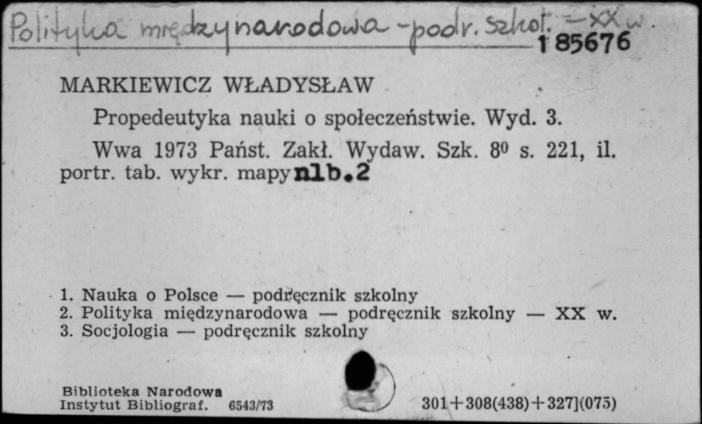 Polityka międzynarodowa - podr. szkol. - XX w.
185676
MARKIEWICZ WŁADYSŁAW
Propedeutyka nauki o społeczeństwie. Wyd. 3.
Wwa 1973 Państ. Zakł. Wydaw. Szk. 8⁰ s. 221, il.
portr. tab. wykr. mapy nlb.2
1. Nauka o Polsce — podręcznik szkolny
2. Polityka międzynarodowa — podręcznik szkolny — XX w.
3. Socjologia — podręcznik szkolny
Biblioteka Narodowa
Instytut Bibliograf. 6543/73
301+308(438)+327](075)